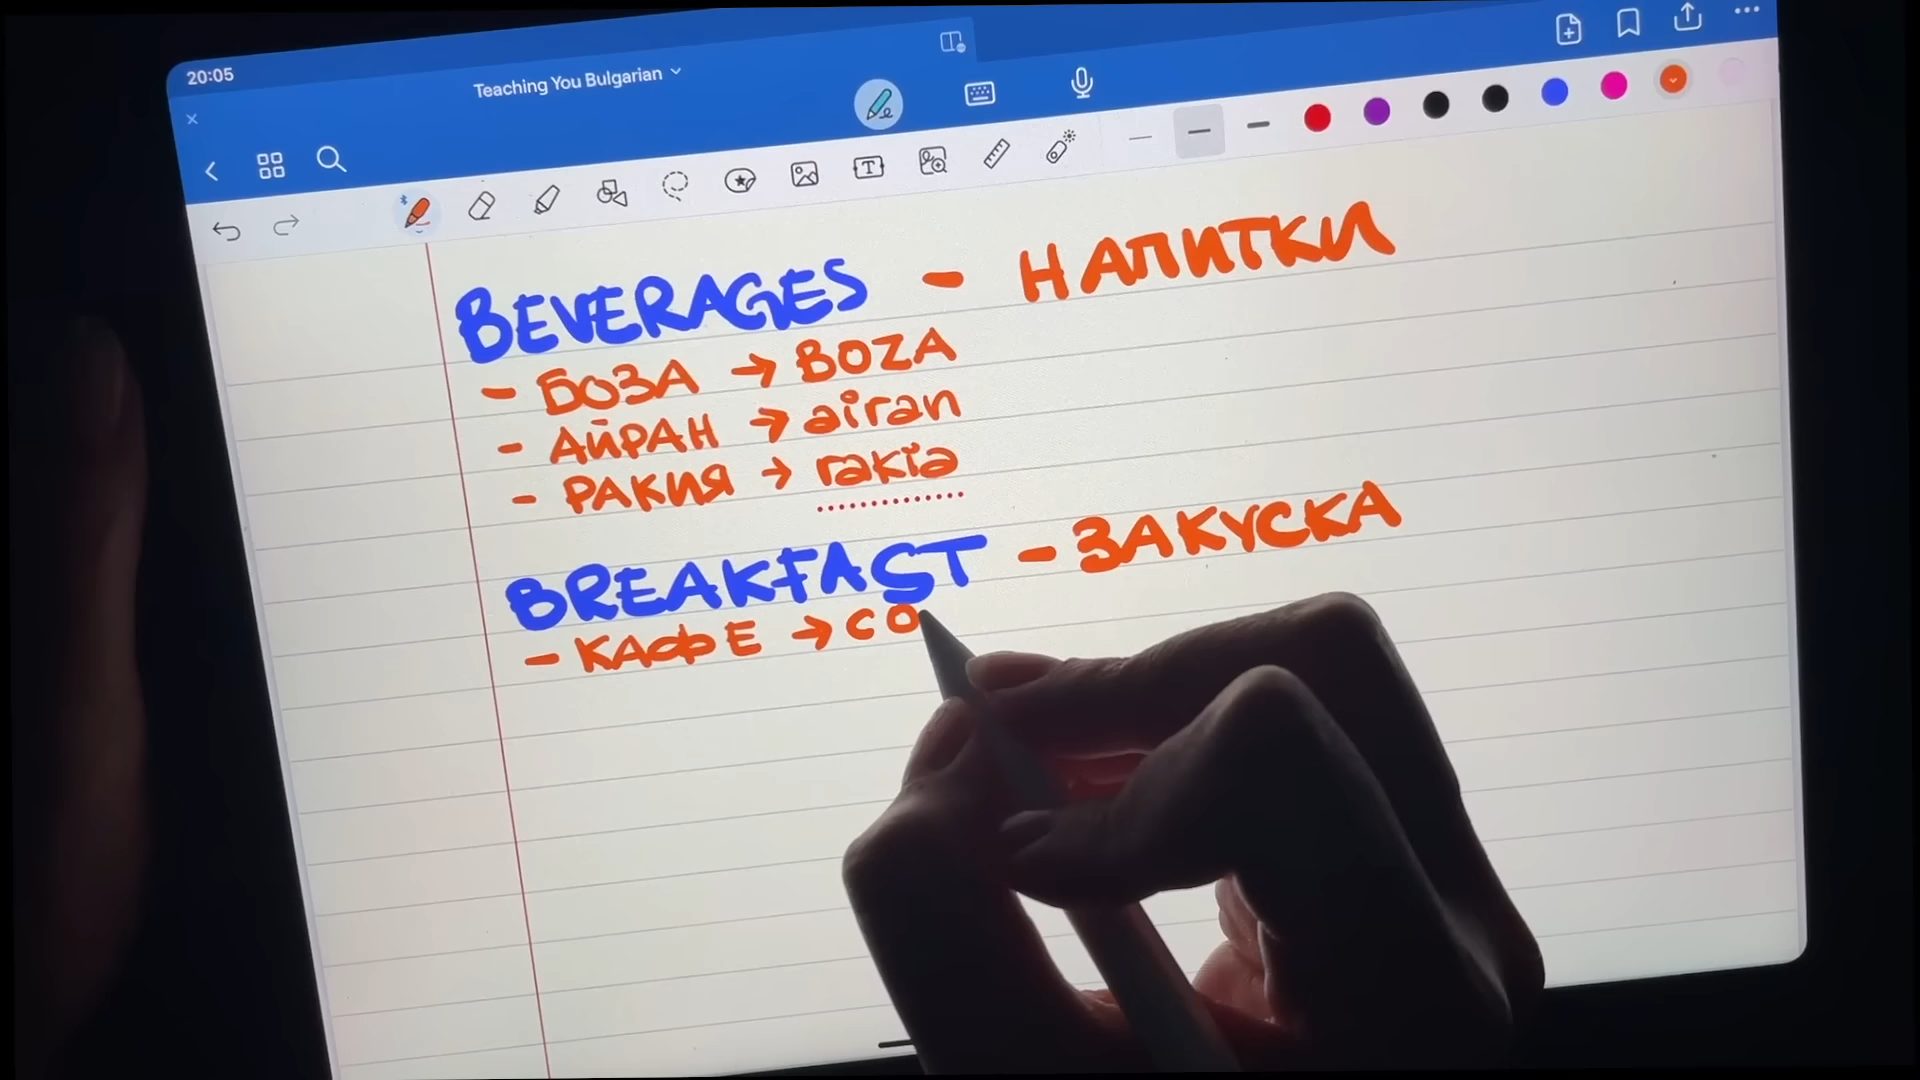 20:05
Teaching You Bulgarian
BEVERAGES - НАПИТКИ
- БОЗА → BOZA
- АЙРАН → airan
- РАКИЯ → rakia
BREAKFAST - ЗАКУСКА
- КАФЕ → CO